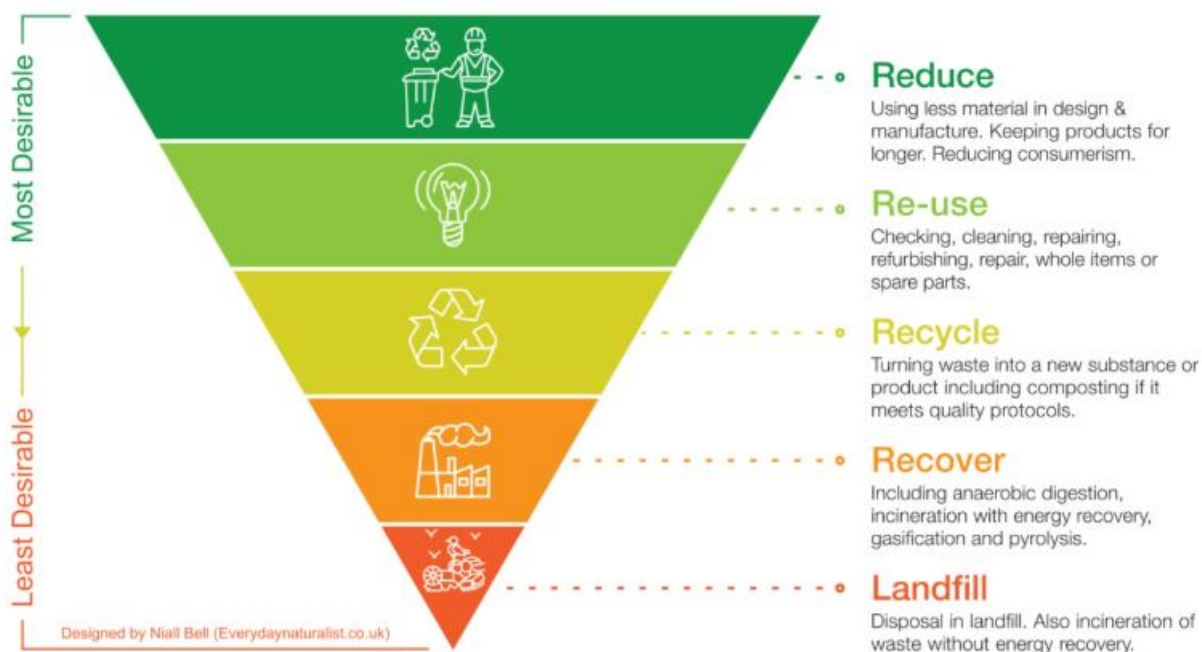 Most Desirable
Least Desirable
Reduce
Using less material in design &
manufacture. Keeping products for
longer. Reducing consumerism.
Re-use
Checking, cleaning, repairing,
refurbishing, repair, whole items or
spare parts.
Recycle
Turning waste into a new substance or
product including composting if it
meets quality protocols.
Recover
Including anaerobic digestion,
incineration with energy recovery,
gasification and pyrolysis.
Landfill
Disposal in landfill. Also incineration of
waste without energy recovery.
Designed by Niall Bell (Everydaynaturalist.co.uk)